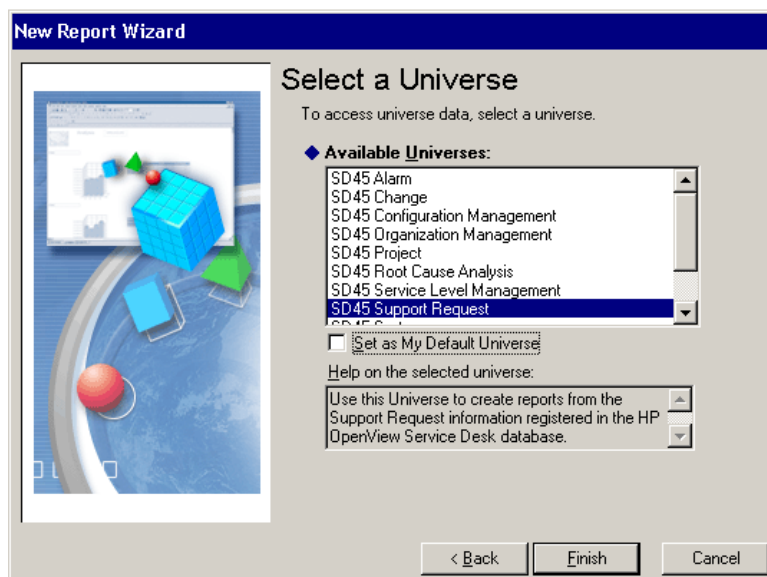 New Report Wizard
Select a Universe
To access universe data, select a universe.
Available Universes:
SD45 Alarm
SD45 Change
SD45 Configuration Management
SD45 Organization Management
SD45 Project
SD45 Root Cause Analysis
SD45 Service Level Management
SD45 Support Request
Set as My Default Universe
Help on the selected universe:
Use this Universe to create reports from the
Support Request information registered in the HP
OpenView Service Desk database.
< Back
Finish
Cancel